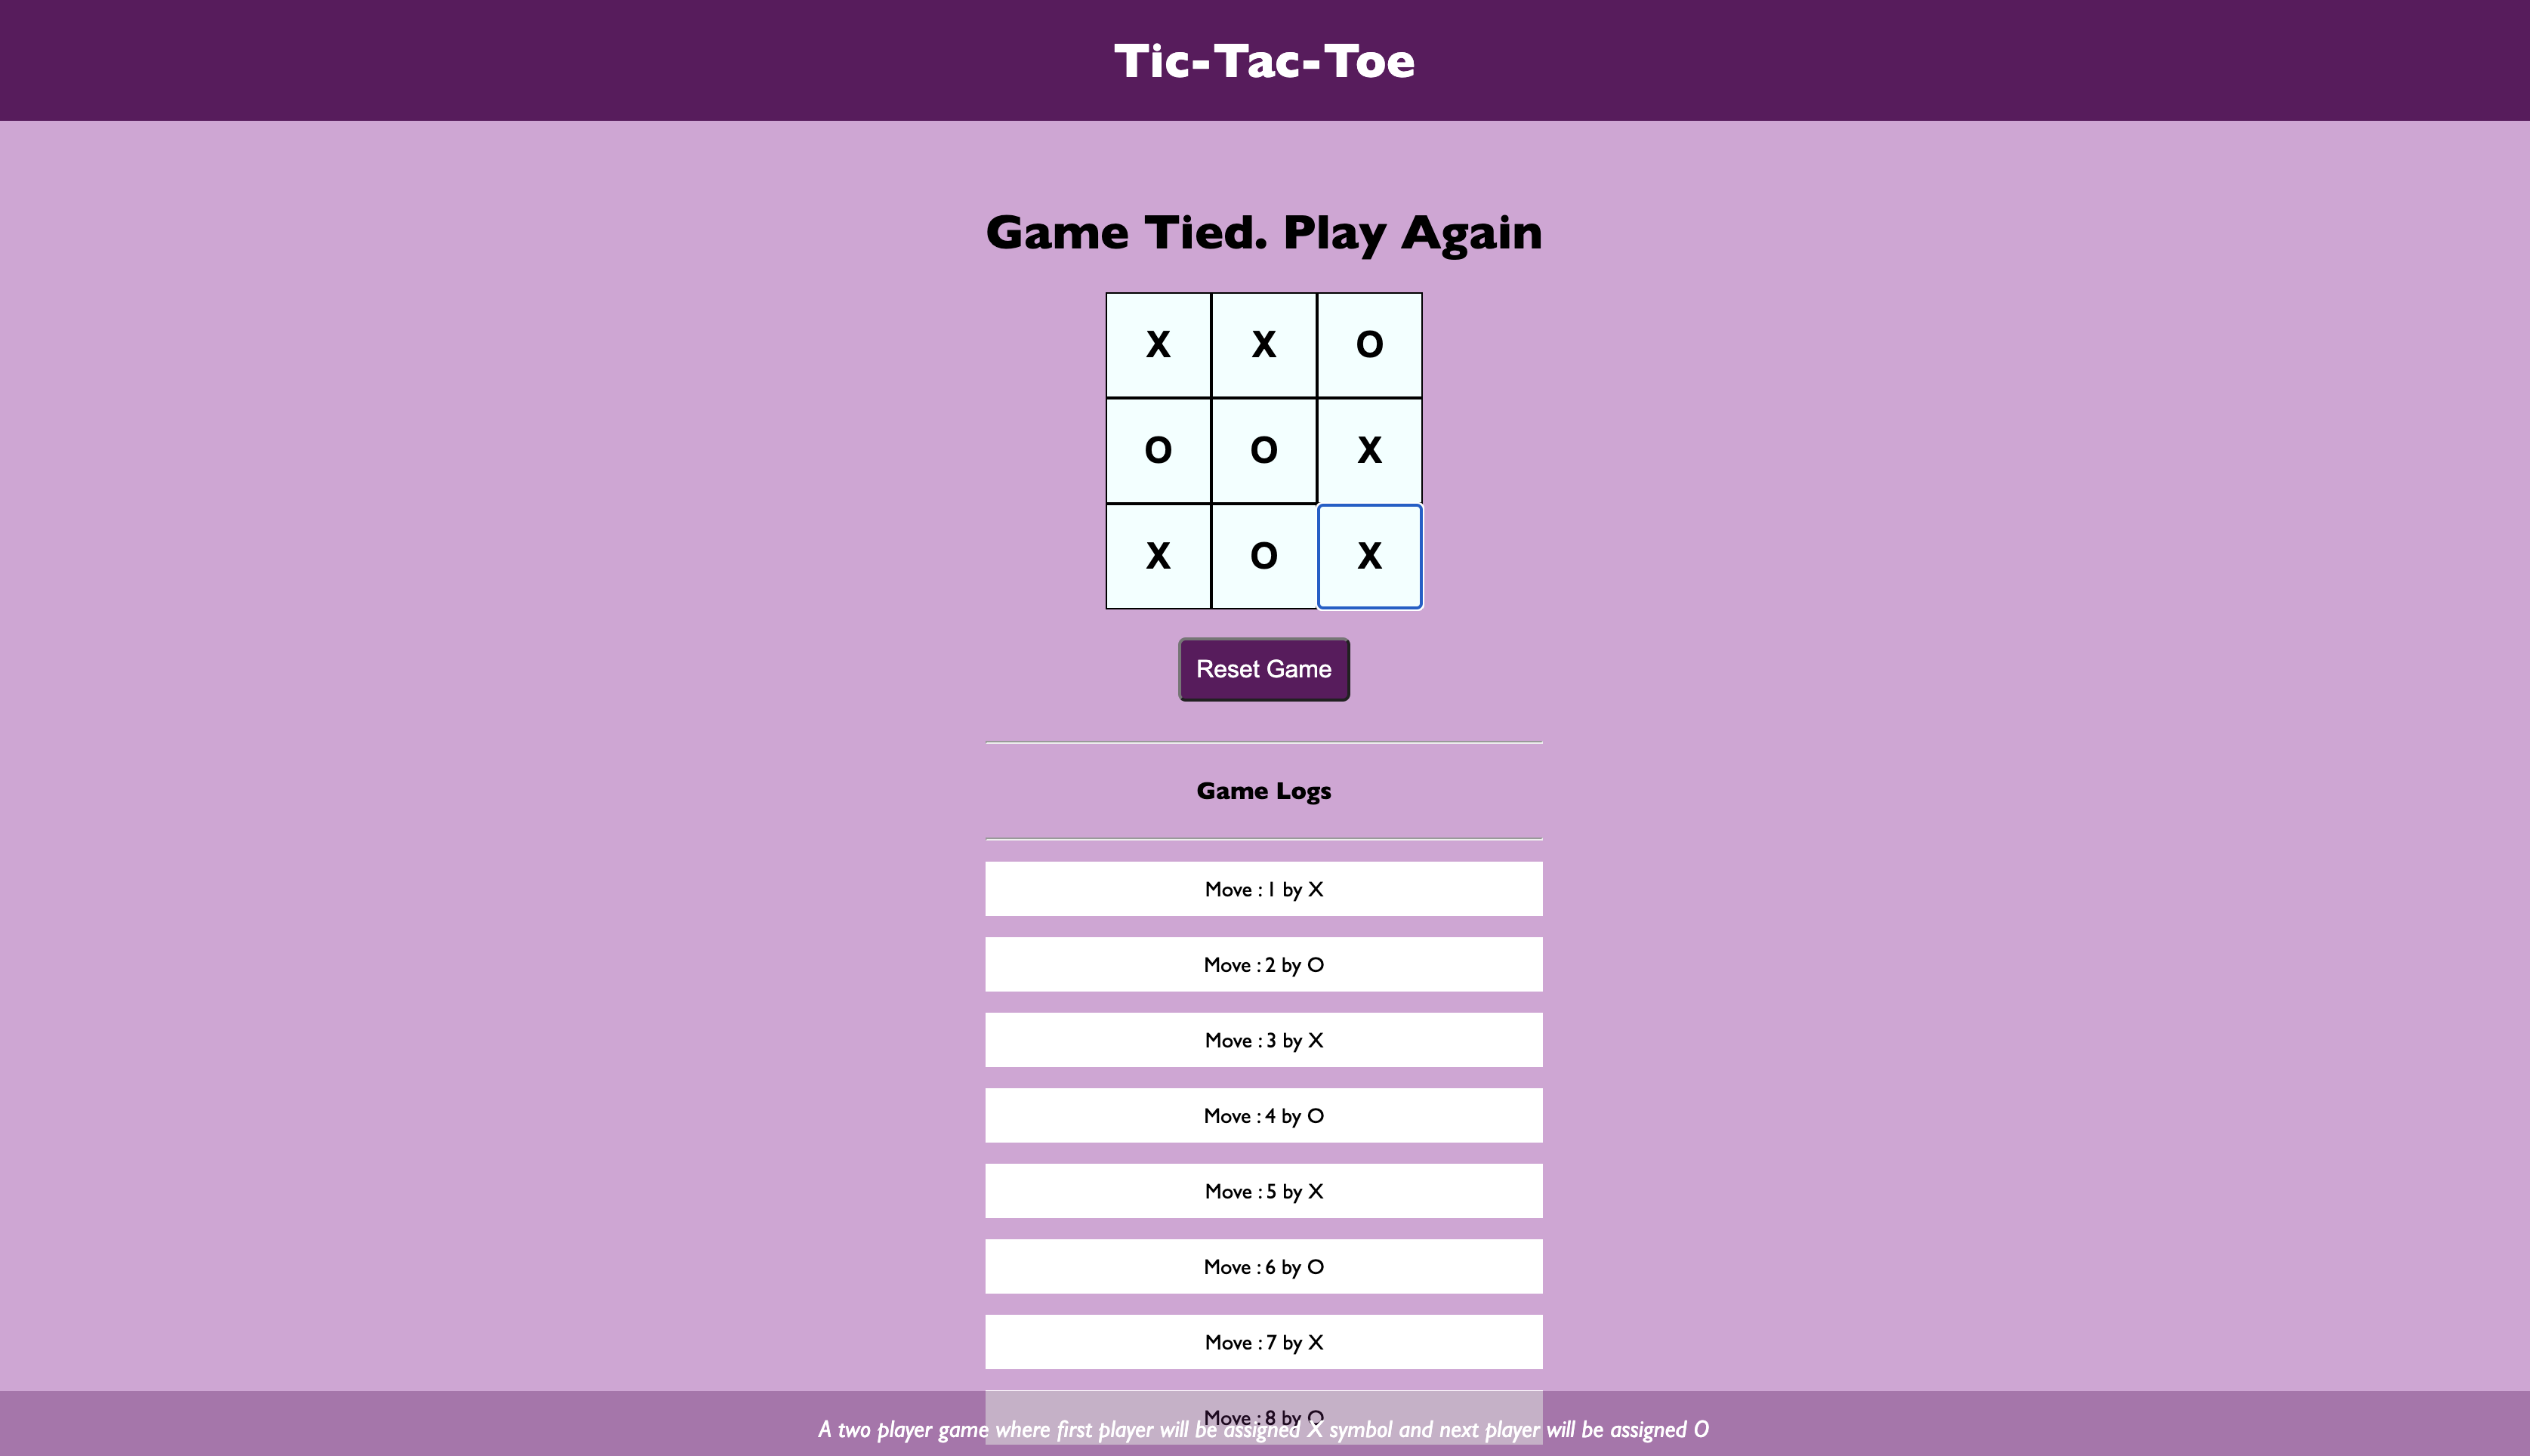 Tic-Tac-Toe
Game Tied. Play Again
X X O
O O X
X O X
Reset Game
Game Logs
Move : 1 by X
Move : 2 by O
Move : 3 by X
Move : 4 by O
Move : 5 by X
Move : 6 by O
Move : 7 by X
Move : 8 by O
A two player game where first player will be assigned X symbol and next player will be assigned O